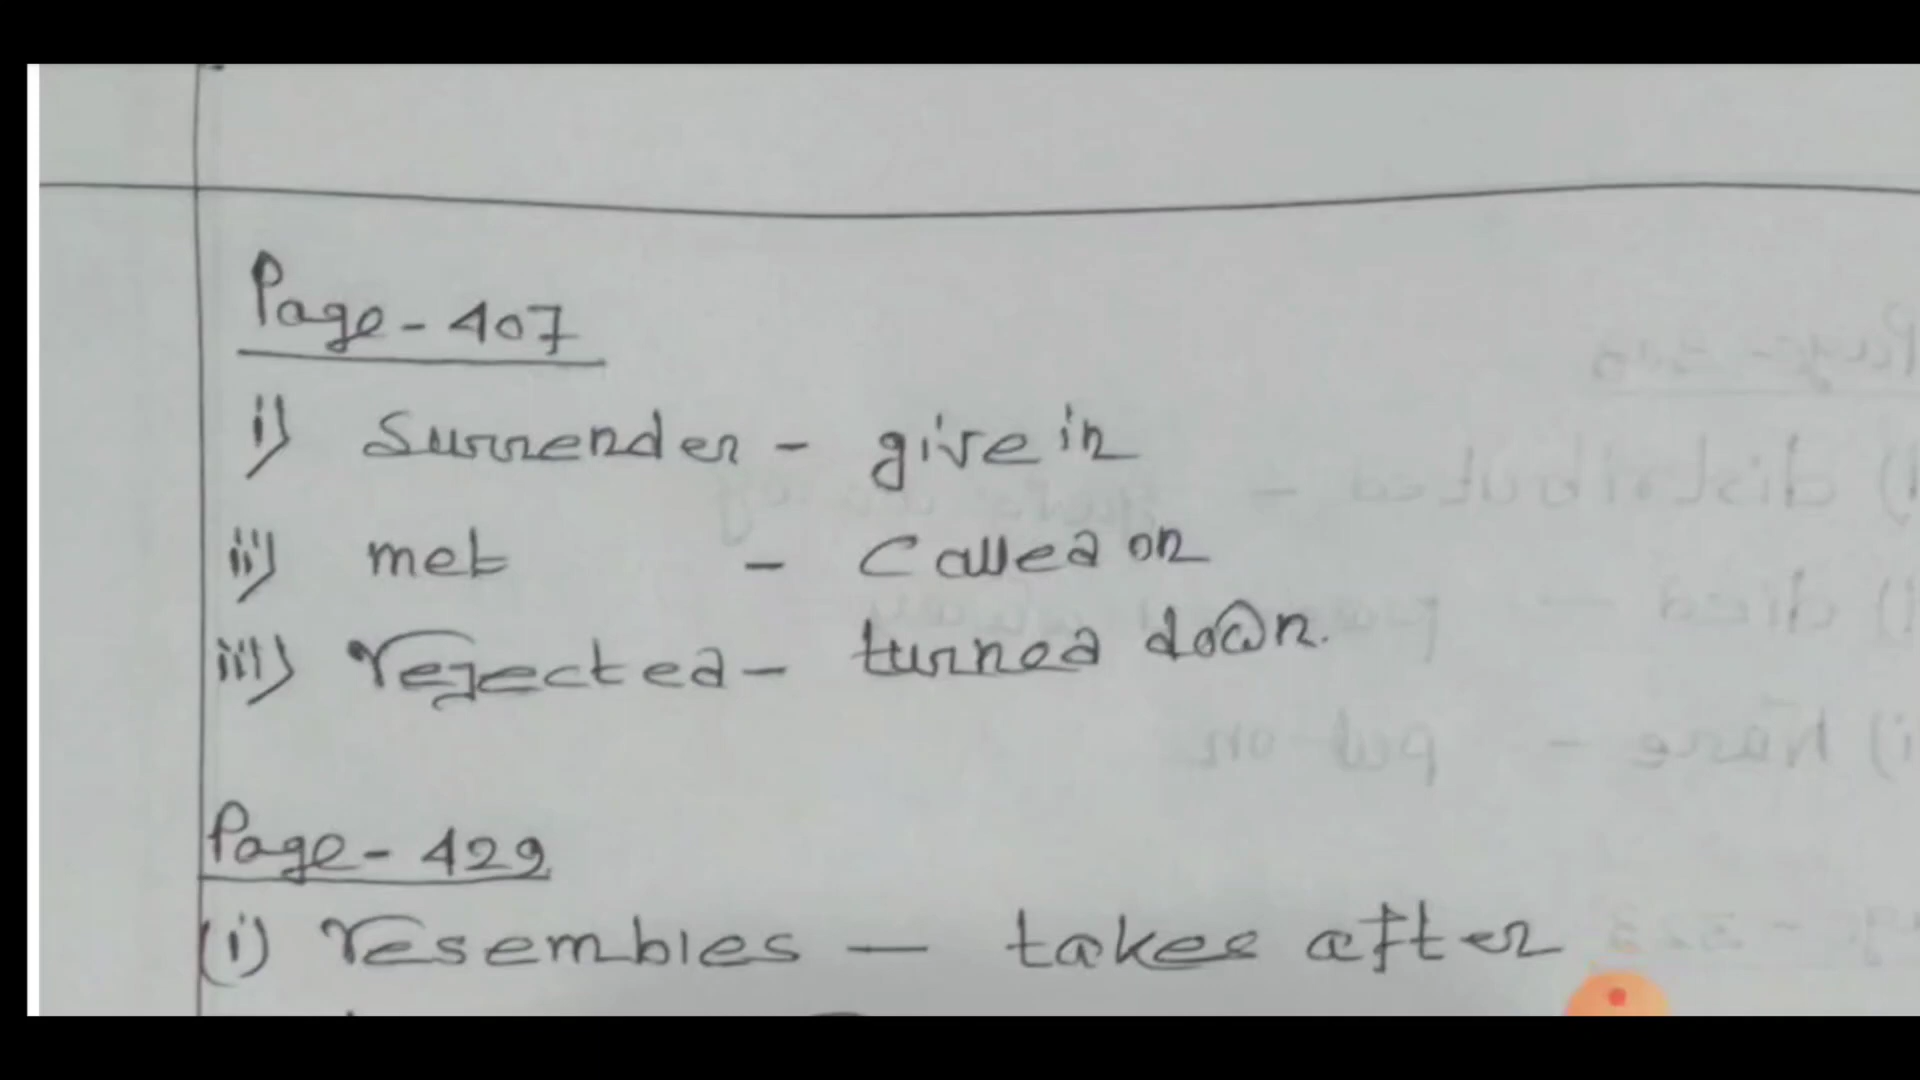 Page - 407
i) Surrender - give in
ii) met - Called on
iii) rejected - turned down.
Page - 429
(i) resembles - takes after